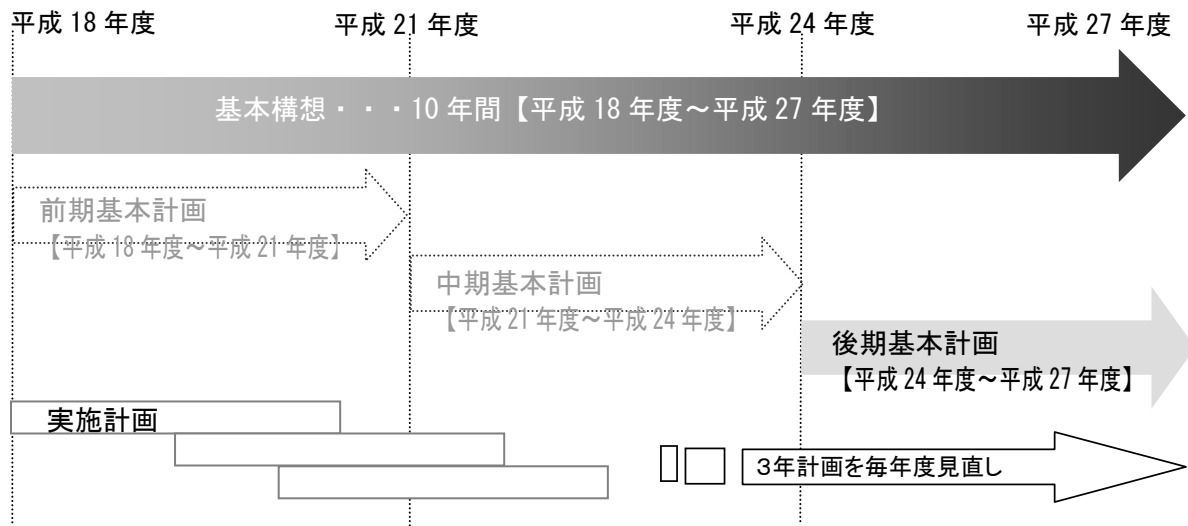 平成 18 年度 平成 21 年度 平成 24 年度 平成 27 年度
基本構想・・・10 年間【平成 18 年度～平成 27 年度】
前期基本計画
【平成 18 年度～平成 21 年度】
中期基本計画
【平成 21 年度～平成 24 年度】
後期基本計画
【平成 24 年度～平成 27 年度】
実施計画
３年計画を毎年度見直し